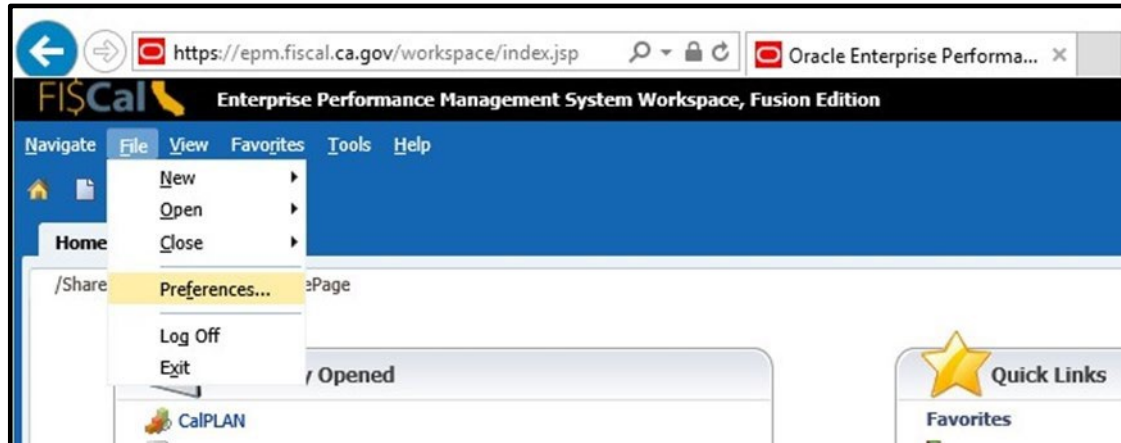 https://epm.fiscal.ca.gov/workspace/index.jsp
Oracle Enterprise Performa...
FI$Cal Enterprise Performance Management System Workspace, Fusion Edition
Navigate File View Favorites Tools Help
New
Open
Home Close
/Share Preferences... ePage
Log Off
Exit
y Opened
Quick Links
CalPLAN
Favorites